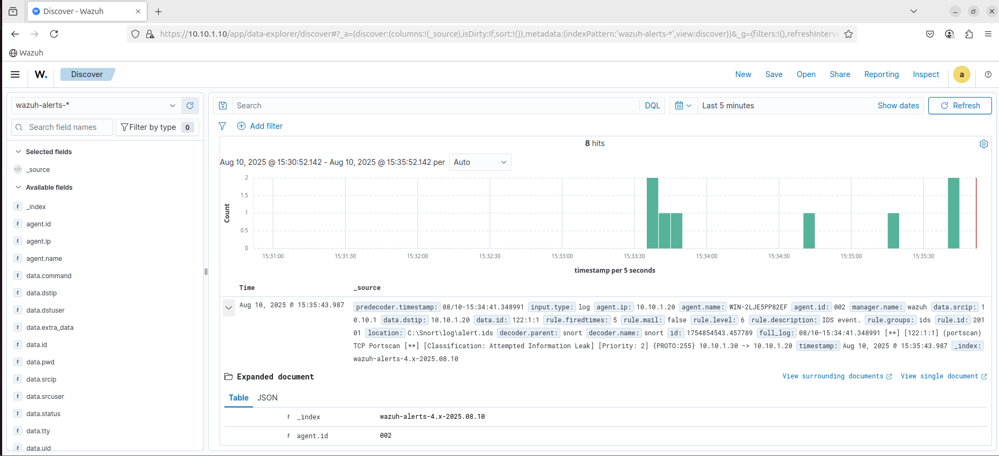 Discover - Wazuh
https://10.10.1.10/app/data-explorer/discover#?_a=(discover:(columns:!(_source),isDirty:!f,sort:!()),metadata:(indexPattern:'wazuh-alerts-*',view:discover))&_g=(filters:!(),refreshInterva
Wazuh
W. Discover New Save Open Share Reporting Inspect a
wazuh-alerts-*
Search DQL Last 5 minutes Show dates Refresh
Search field names Filter by type 0
Add filter
Selected fields
_source
Available fields
_index
agent.id
agent.ip
agent.name
data.command
data.dstip
data.dstuser
data.extra_data
data.id
data.pwd
data.srcip
data.srcuser
data.status
data.tty
data.uid
8 hits
Aug 10, 2025 @ 15:30:52.142 - Aug 10, 2025 @ 15:35:52.142 per Auto
Count
2
1.5
1
0.5
0
15:31:00 15:31:30 15:32:00 15:32:30 15:33:00 15:33:30 15:34:00 15:34:30 15:35:00 15:35:30
timestamp per 5 seconds
Time _source
Aug 10, 2025 @ 15:35:43.987 predecoder.timestamp: 08/10-15:34:41.348991 input.type: log agent.ip: 10.10.1.20 agent.name: WIN-2LJE5PP82EF agent.id: 002 manager.name: wazuh data.srcip: 1
0.10.1 data.dstip: 10.10.1.20 data.id: 122:1:1 rule.firedtimes: 5 rule.mail: false rule.level: 6 rule.description: IDS event. rule.groups: ids rule.id: 201
01 location: C:\Snort\log\alert.ids decoder.parent: snort decoder.name: snort id: 1754854543.457789 full_log: 08/10-15:34:41.348991 [**] [122:1:1] (portscan)
TCP Portscan [**] [Classification: Attempted Information Leak] [Priority: 2] {PROTO:255} 10.10.1.30 -> 10.10.1.20 timestamp: Aug 10, 2025 @ 15:35:43.987 _index:
wazuh-alerts-4.x-2025.08.10
Expanded document View surrounding documents View single document
Table JSON
t _index wazuh-alerts-4.x-2025.08.10
t agent.id 002